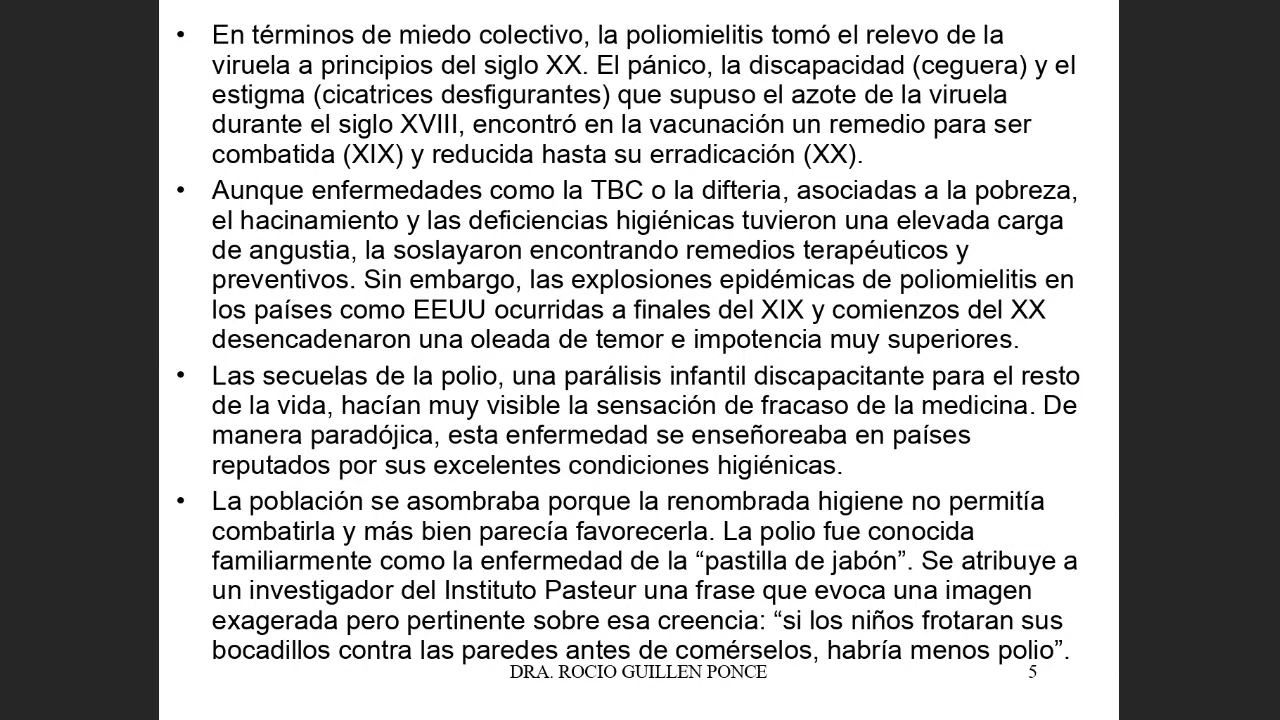 • En términos de miedo colectivo, la poliomielitis tomó el relevo de la
viruela a principios del siglo XX. El pánico, la discapacidad (ceguera) y el
estigma (cicatrices desfigurantes) que supuso el azote de la viruela
durante el siglo XVIII, encontró en la vacunación un remedio para ser
combatida (XIX) y reducida hasta su erradicación (XX).
• Aunque enfermedades como la TBC o la difteria, asociadas a la pobreza,
el hacinamiento y las deficiencias higiénicas tuvieron una elevada carga
de angustia, la soslayaron encontrando remedios terapéuticos y
preventivos. Sin embargo, las explosiones epidémicas de poliomielitis en
los países como EEUU ocurridas a finales del XIX y comienzos del XX
desencadenaron una oleada de temor e impotencia muy superiores.
• Las secuelas de la polio, una parálisis infantil discapacitante para el resto
de la vida, hacían muy visible la sensación de fracaso de la medicina. De
manera paradójica, esta enfermedad se enseñoreaba en países
reputados por sus excelentes condiciones higiénicas.
• La población se asombraba porque la renombrada higiene no permitía
combatirla y más bien parecía favorecerla. La polio fue conocida
familiarmente como la enfermedad de la “pastilla de jabón”. Se atribuye a
un investigador del Instituto Pasteur una frase que evoca una imagen
exagerada pero pertinente sobre esa creencia: “si los niños frotaran sus
bocadillos contra las paredes antes de comérselos, habría menos polio”.
DRA. ROCIO GUILLEN PONCE 5